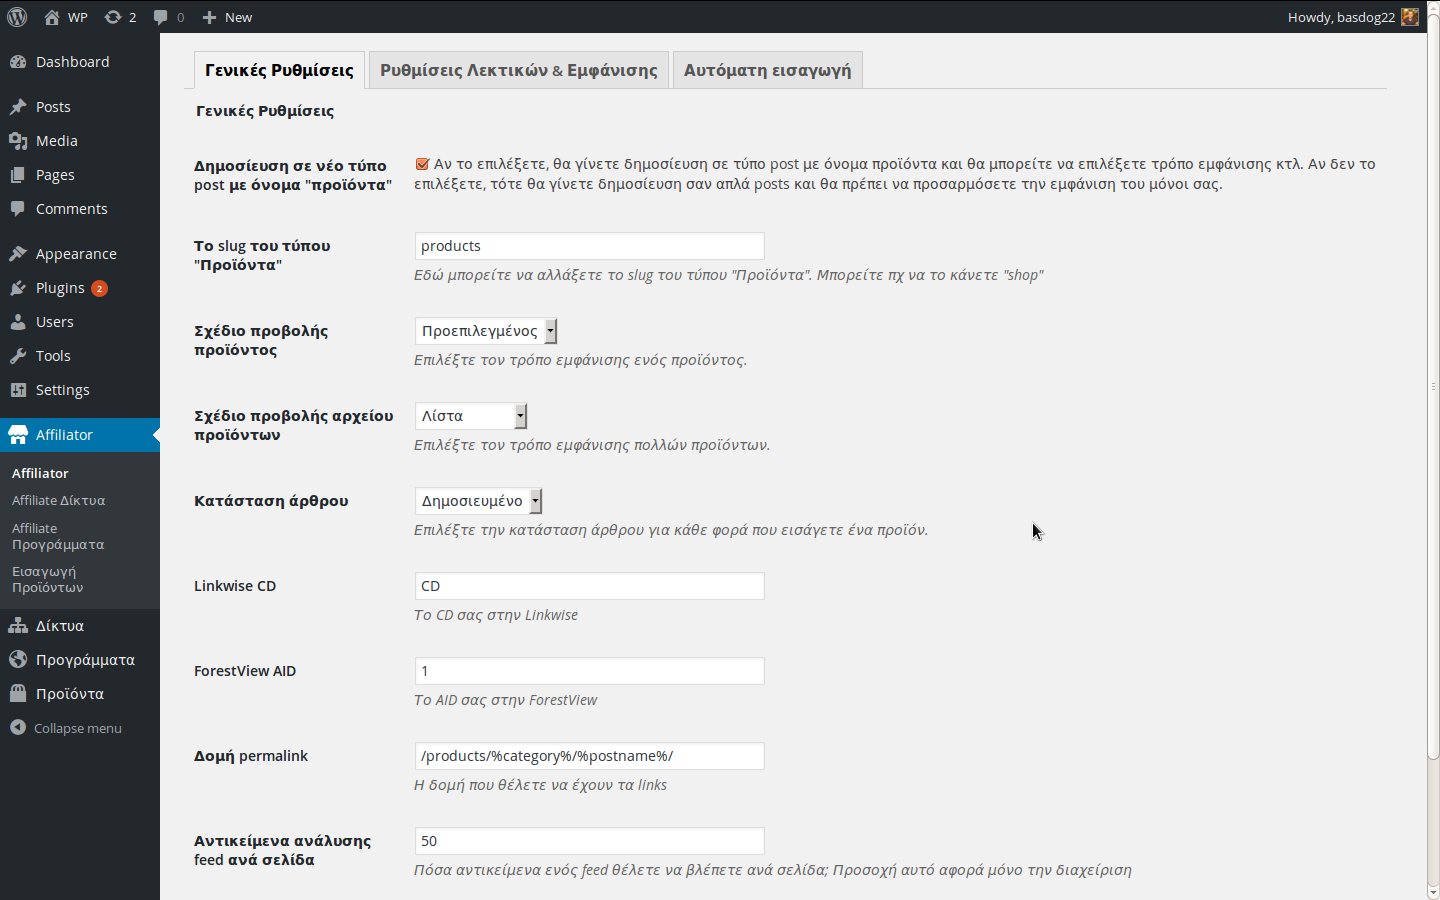 WP
2
0
New
Howdy, basdog22
Dashboard
Posts
Media
Pages
Comments
Appearance
Plugins 2
Users
Tools
Settings
Affiliator
Affiliator
Affiliate Δίκτυα
Affiliate
Προγράμματα
Εισαγωγή
Προϊόντων
Δίκτυα
Προγράμματα
Προϊόντα
Collapse menu
Γενικές Ρυθμίσεις
Ρυθμίσεις Λεκτικών & Εμφάνισης
Αυτόματη εισαγωγή
Γενικές Ρυθμίσεις
Δημοσίευση σε νέο τύπο
post με όνομα "προϊόντα"
Αν το επιλέξετε, θα γίνετε δημοσίευση σε τύπο post με όνομα προϊόντα και θα μπορείτε να επιλέξετε τρόπο εμφάνισης κτλ. Αν δεν το
επιλέξετε, τότε θα γίνετε δημοσίευση σαν απλά posts και θα πρέπει να προσαρμόσετε την εμφάνιση του μόνοι σας.
Το slug του τύπου
"Προϊόντα"
products
Εδώ μπορείτε να αλλάξετε το slug του τύπου "Προϊόντα". Μπορείτε πχ να το κάνετε "shop"
Σχέδιο προβολής
προϊόντος
Προεπιλεγμένος
Επιλέξτε τον τρόπο εμφάνισης ενός προϊόντος.
Σχέδιο προβολής αρχείου
προϊόντων
Λίστα
Επιλέξτε τον τρόπο εμφάνισης πολλών προϊόντων.
Κατάσταση άρθρου
Δημοσιευμένο
Επιλέξτε την κατάσταση άρθρου για κάθε φορά που εισάγετε ένα προϊόν.
Linkwise CD
CD
Το CD σας στην Linkwise
ForestView AID
1
Το AID σας στην ForestView
Δομή permalink
/products/%category%/%postname%/
Η δομή που θέλετε να έχουν τα links
Αντικείμενα ανάλυσης
feed ανά σελίδα
50
Πόσα αντικείμενα ενός feed θέλετε να βλέπετε ανά σελίδα; Προσοχή αυτό αφορά μόνο την διαχείριση